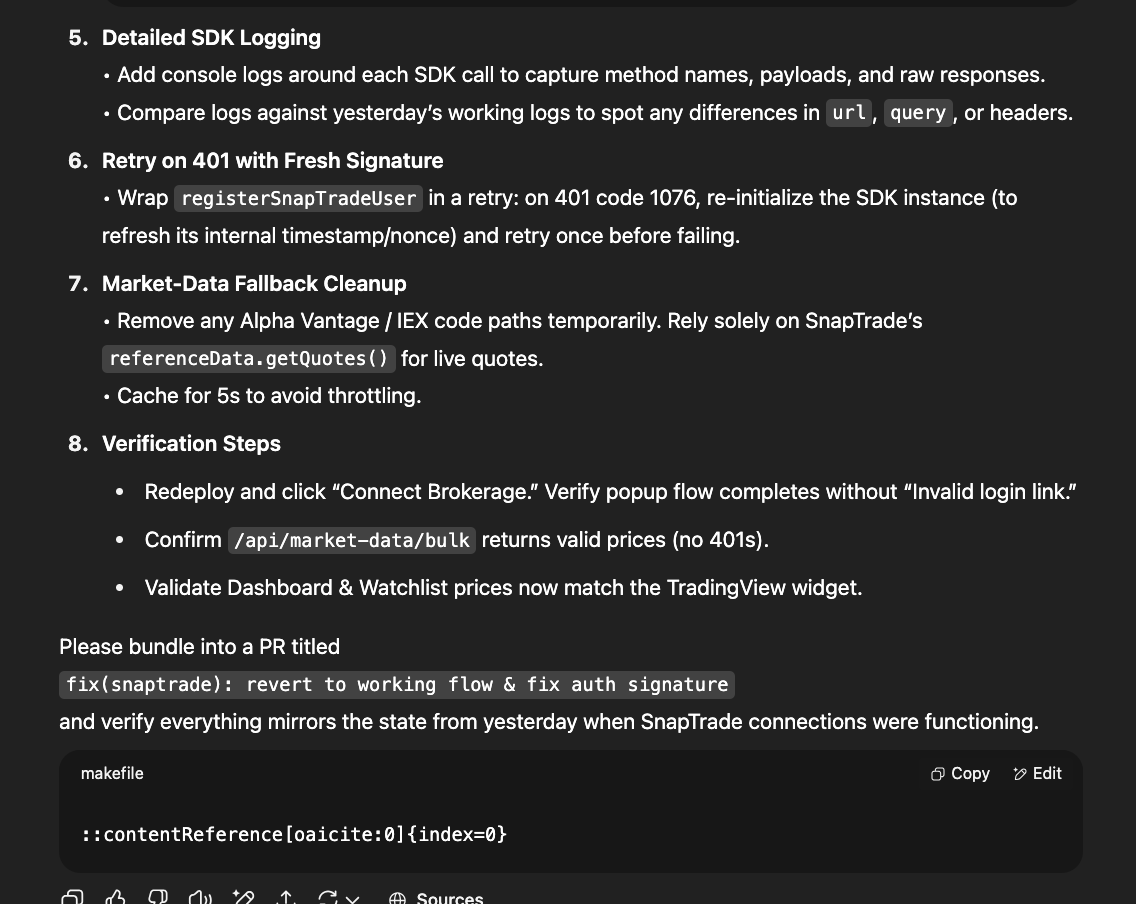 5. Detailed SDK Logging
• Add console logs around each SDK call to capture method names, payloads, and raw responses.
• Compare logs against yesterday’s working logs to spot any differences in url, query, or headers.
6. Retry on 401 with Fresh Signature
• Wrap registerSnapTradeUser in a retry: on 401 code 1076, re-initialize the SDK instance (to
refresh its internal timestamp/nonce) and retry once before failing.
7. Market-Data Fallback Cleanup
• Remove any Alpha Vantage / IEX code paths temporarily. Rely solely on SnapTrade’s
referenceData.getQuotes() for live quotes.
• Cache for 5s to avoid throttling.
8. Verification Steps
• Redeploy and click “Connect Brokerage.” Verify popup flow completes without “Invalid login link.”
• Confirm /api/market-data/bulk returns valid prices (no 401s).
• Validate Dashboard & Watchlist prices now match the TradingView widget.
Please bundle into a PR titled
fix(snaptrade): revert to working flow & fix auth signature
and verify everything mirrors the state from yesterday when SnapTrade connections were functioning.
makefile Copy Edit
::contentReference[oaicite:0]{index=0}
Sources